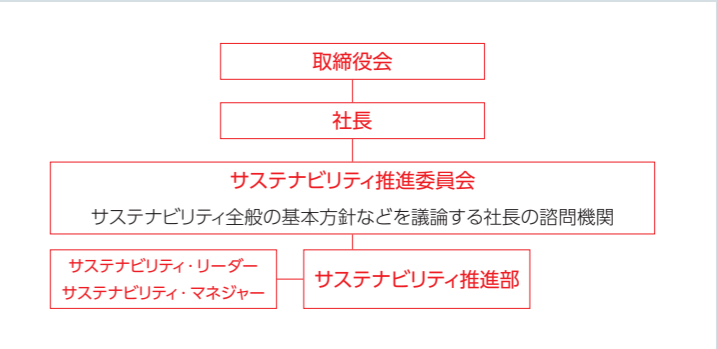 取締役会
社長
サステナビリティ推進委員会
サステナビリティ全般の基本方針などを議論する社長の諮問機関
サステナビリティ・リーダー
サステナビリティ・マネジャー
サステナビリティ推進部